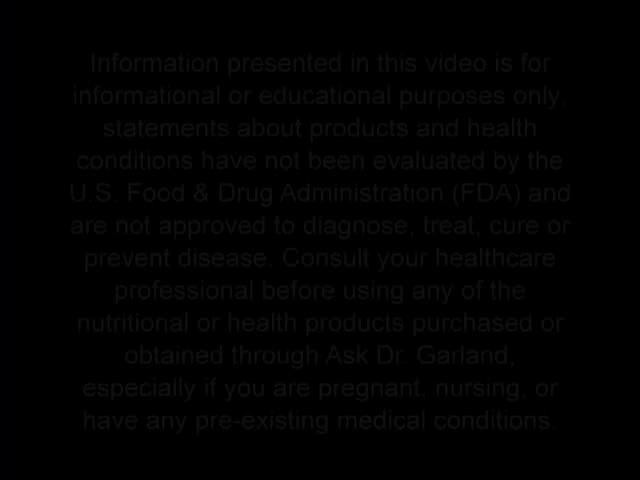 Information presented in this video is for
informational or educational purposes only,
statements about products and health
conditions have not been evaluated by the
U.S. Food & Drug Administration (FDA) and
are not approved to diagnose, treat, cure or
prevent disease. Consult your healthcare
professional before using any of the
nutritional or health products purchased or
obtained through Ask Dr. Garland,
especially if you are pregnant, nursing, or
have any pre-existing medical conditions.